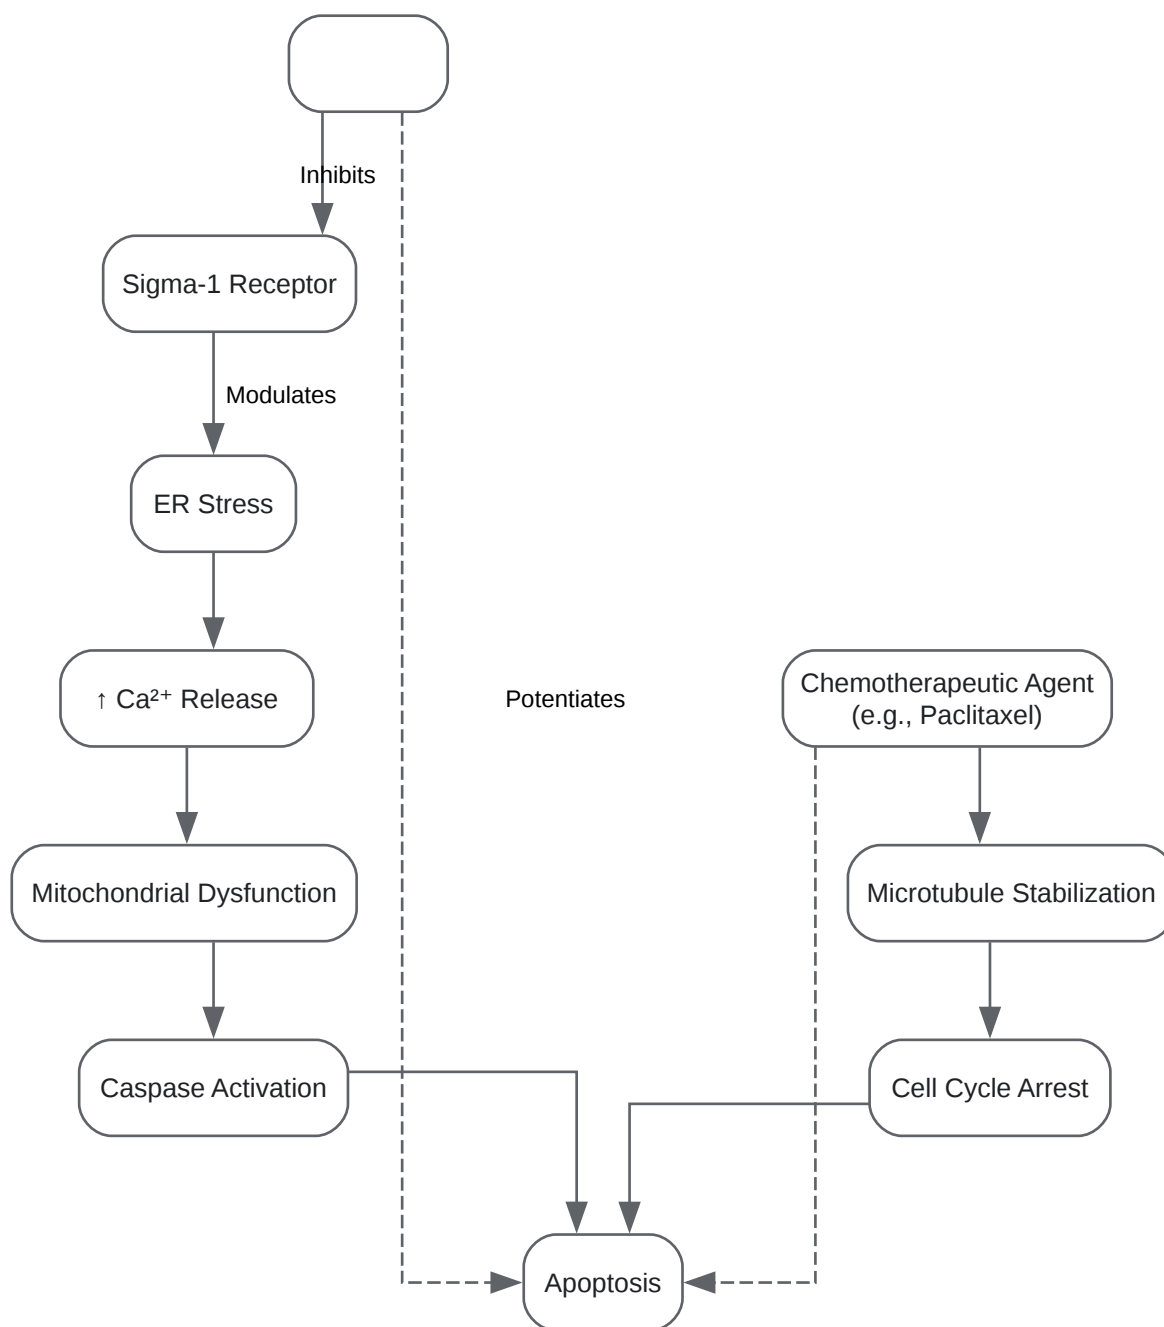 Inhibits
Sigma-1 Receptor
Modulates
ER Stress
↑ Ca²⁺ Release
Potentiates
Chemotherapeutic Agent
(e.g., Paclitaxel)
Mitochondrial Dysfunction
Microtubule Stabilization
Caspase Activation
Cell Cycle Arrest
Apoptosis